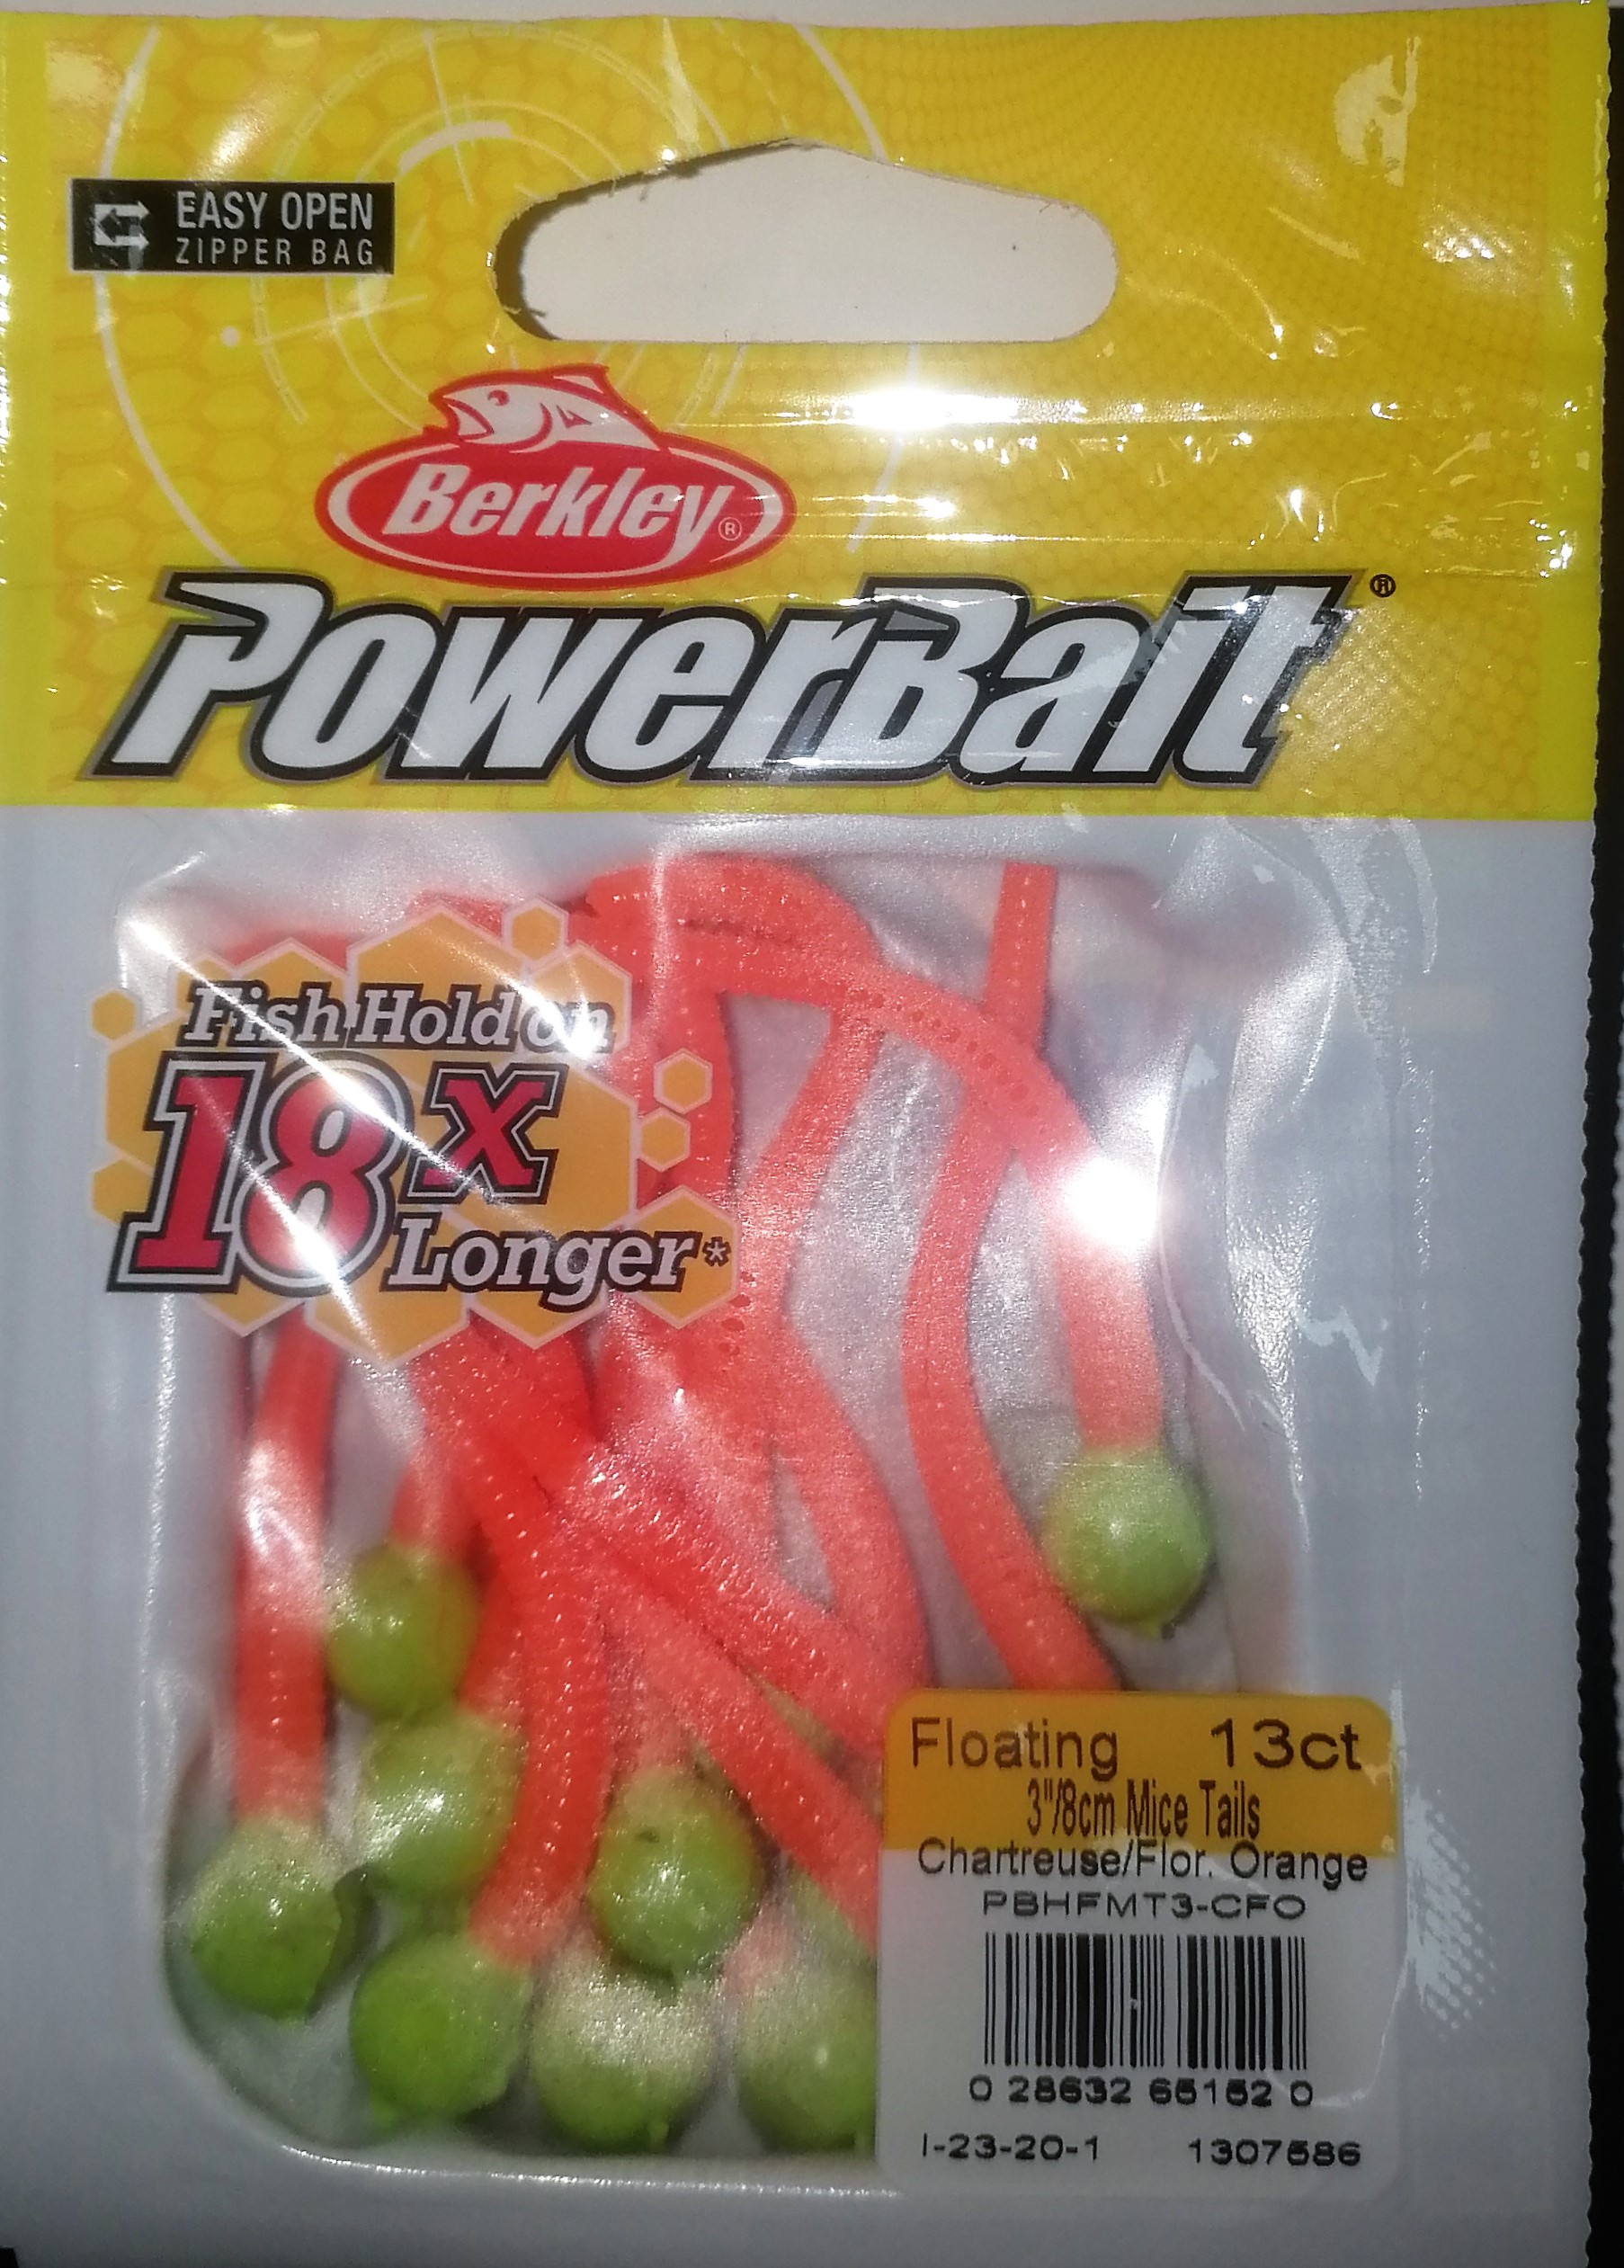 EASY OPEN
ZIPPER BAG
Berkley®
PowerBait®
Fish Hold on
18x
Longer*
Floating 13ct
3"/8cm Mice Tails
Chartreuse/Flor. Orange
PBHFMT3-CFO
0 28632 65152 0
I-23-20-1 1307586